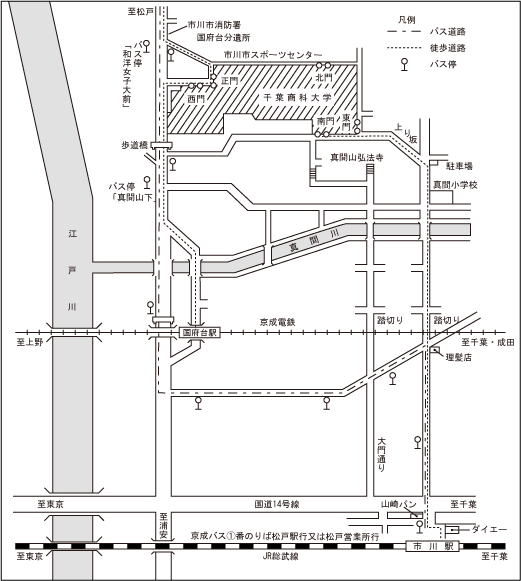 至松戸
市川市消防署
国府台分遣所
凡例
バス道路
徒歩道路
バス停
バス停
「和洋女子大前」
市川市スポーツセンター
正門
北門
西門
千葉商科大学
南門
東門
上り坂
歩道橋
真間山弘法寺
駐車場
バス停
「真間山下」
真間小学校
江戸川
真間川
京成電鉄
踏切り
踏切り
国府台駅
至上野
至千葉・成田
理髪店
大門通り
至東京
国道14号線
山崎パン
至千葉
至浦安
ダイエー
京成バス①番のりば松戸駅行又は松戸営業所行
市川駅
至東京
JR総武線
至千葉